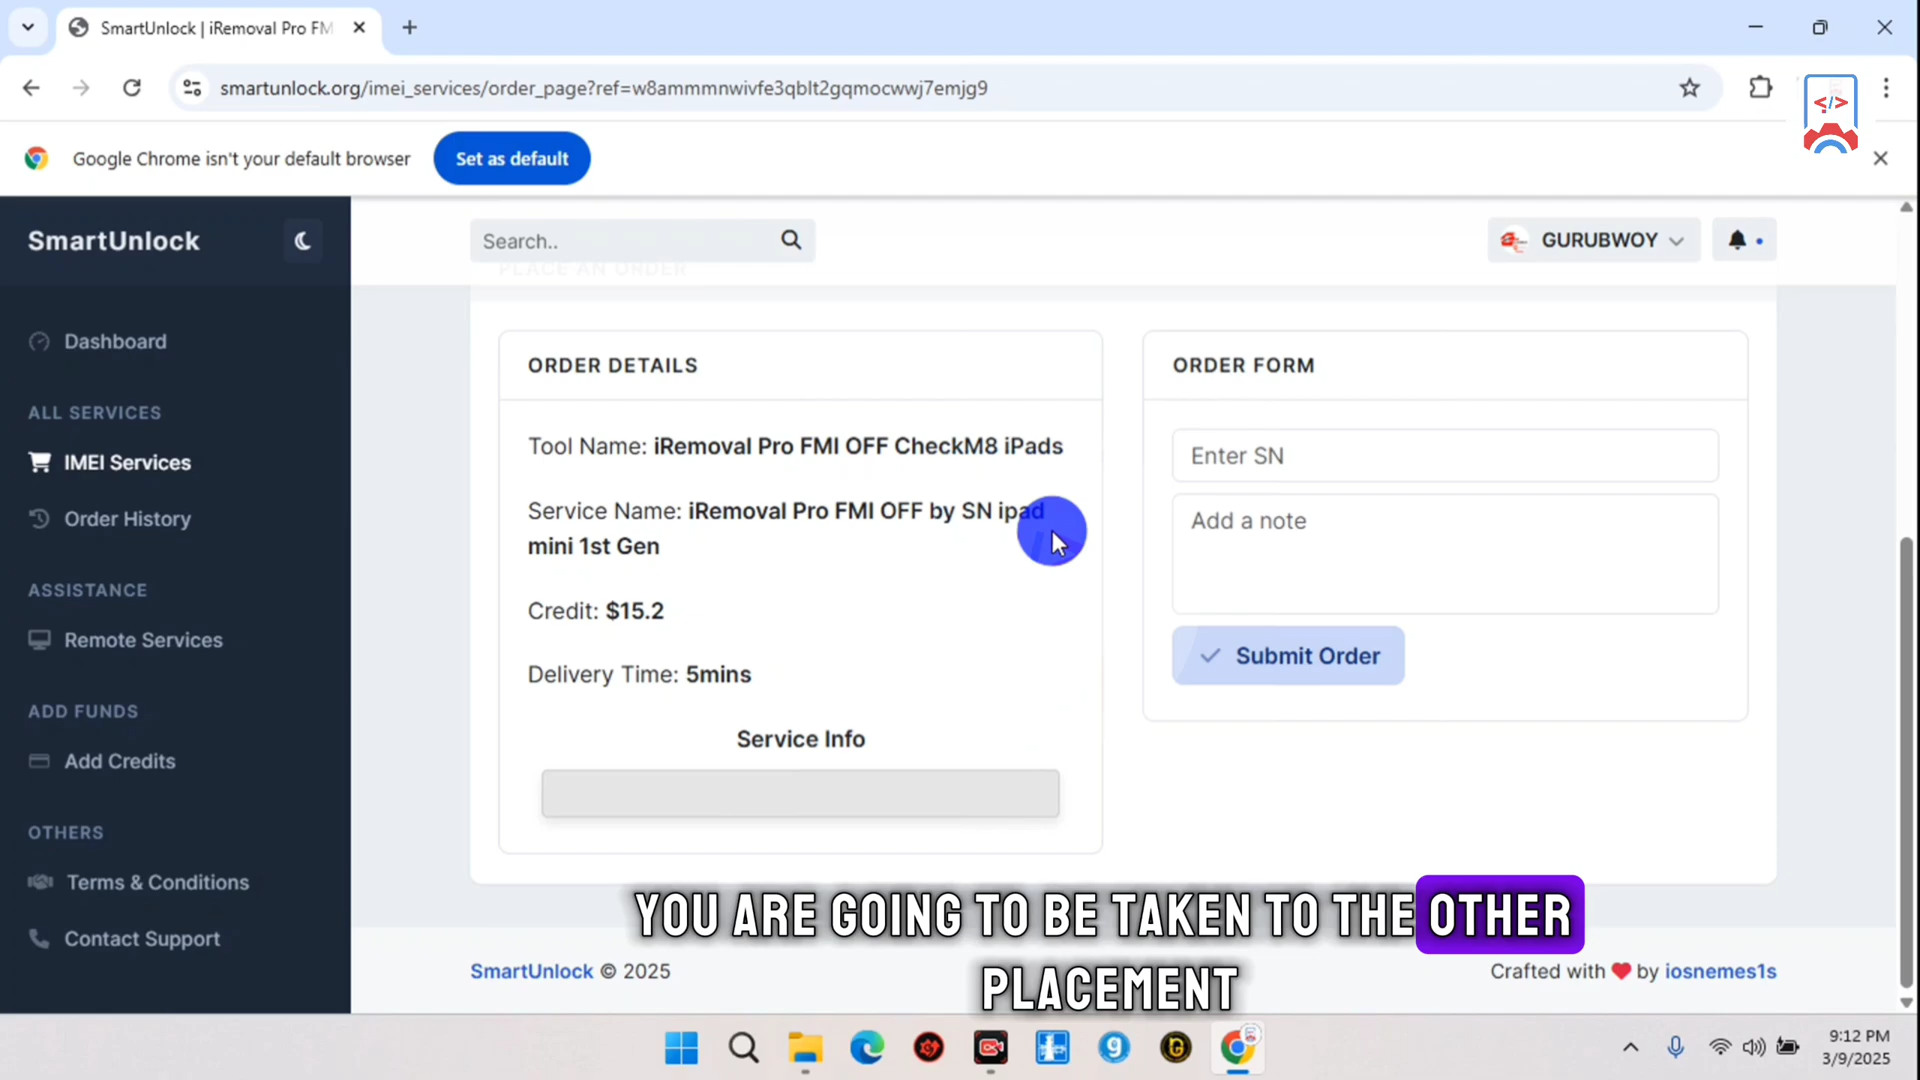 SmartUnlock | iRemoval Pro FM
smartunlock.org/imei_services/order_page?ref=w8ammmnwivfe3qblt2gqmocwwj7emjg9
Google Chrome isn't your default browser
Set as default
SmartUnlock
Search..
GURUBWOY
PLACE AN ORDER
Dashboard
ALL SERVICES
IMEI Services
Order History
ASSISTANCE
Remote Services
ADD FUNDS
Add Credits
OTHERS
Terms & Conditions
Contact Support
ORDER DETAILS
Tool Name: iRemoval Pro FMI OFF CheckM8 iPads
Service Name: iRemoval Pro FMI OFF by SN ipad
mini 1st Gen
Credit: $15.2
Delivery Time: 5mins
Service Info
ORDER FORM
Enter SN
Add a note
Submit Order
YOU ARE GOING TO BE TAKEN TO THE OTHER
PLACEMENT
SmartUnlock © 2025
Crafted with ❤ by iosnemes1s
9:12 PM
3/9/2025